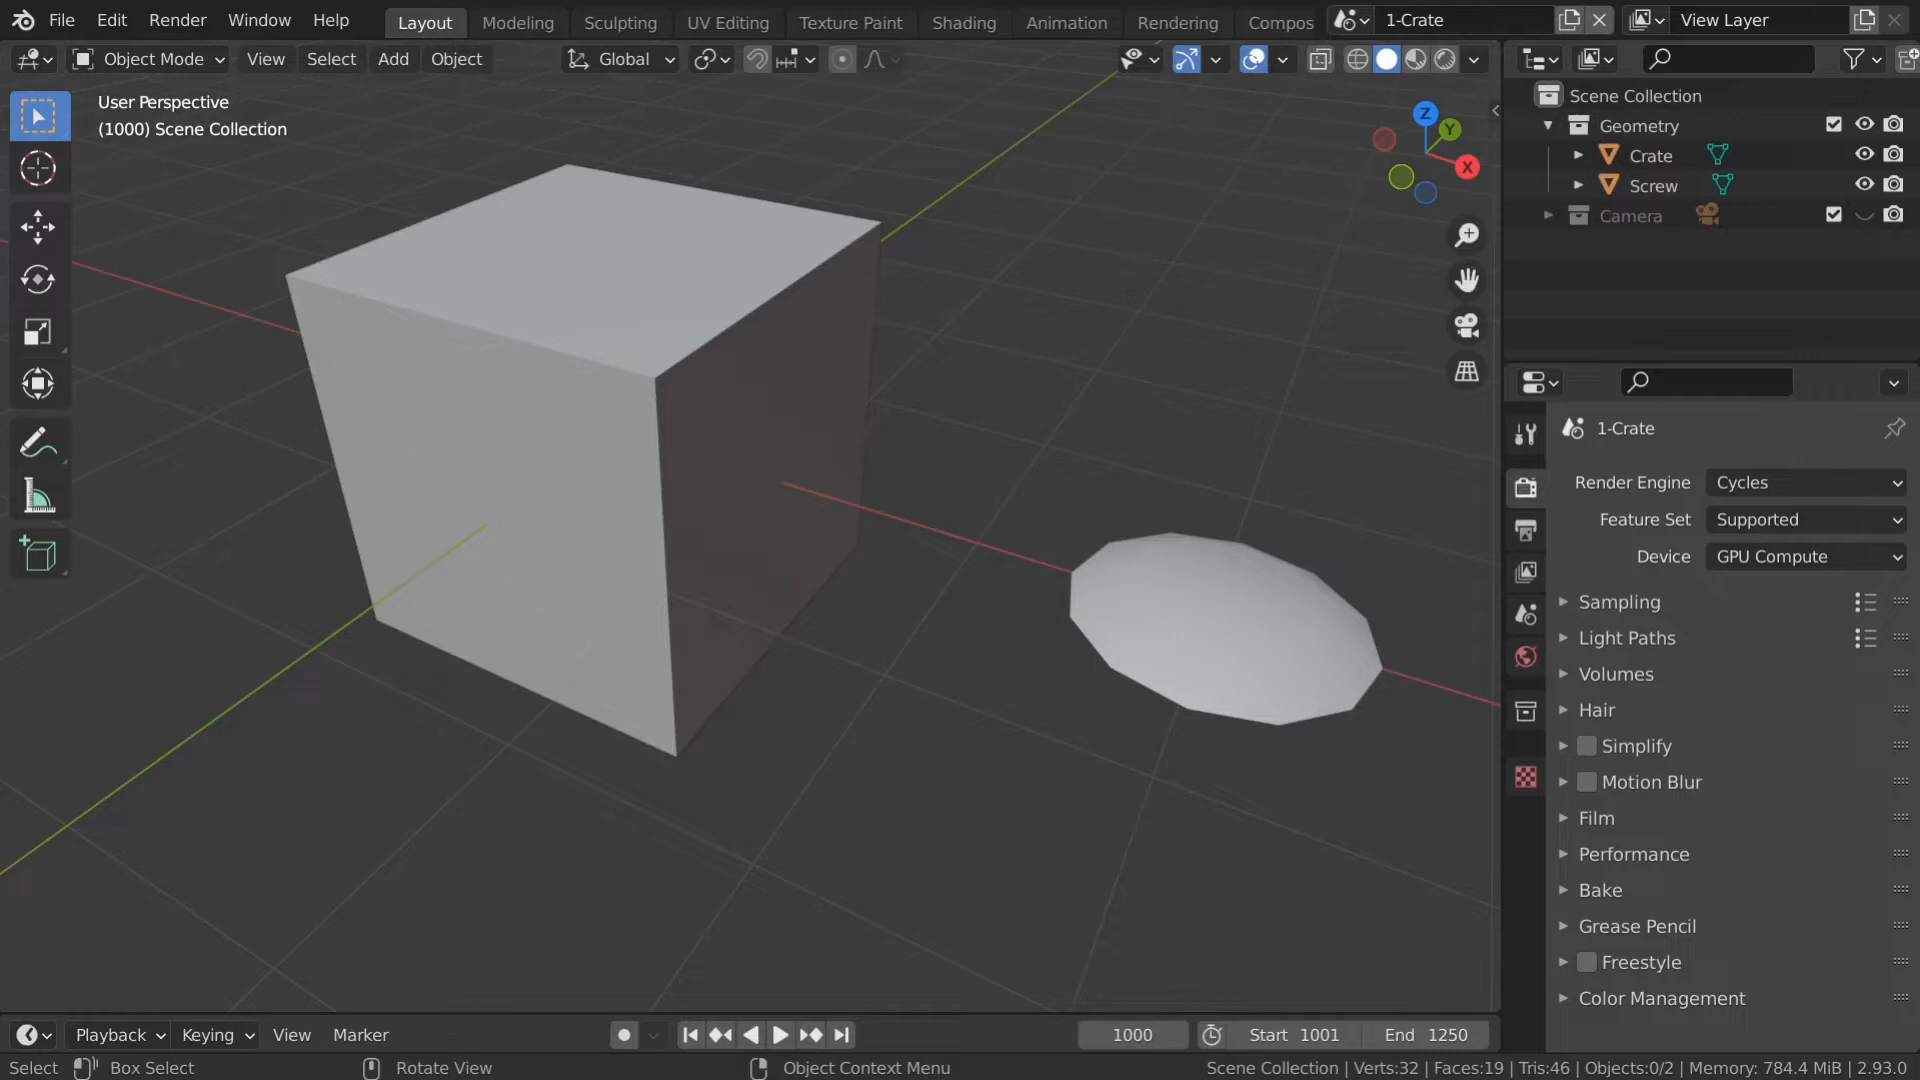 File Edit Render Window Help Layout Modeling Sculpting UV Editing Texture Paint Shading Animation Rendering Compos 1-Crate View Layer
Object Mode View Select Add Object Global
User Perspective
(1000) Scene Collection
Z
Y
X
Scene Collection
Geometry
Crate
Screw
Camera
1-Crate
Render Engine Cycles
Feature Set Supported
Device GPU Compute
Sampling
Light Paths
Volumes
Hair
Simplify
Motion Blur
Film
Performance
Bake
Grease Pencil
Freestyle
Color Management
Playback Keying View Marker 1000 Start 1001 End 1250
Select Box Select Rotate View Object Context Menu Scene Collection | Verts:32 | Faces:19 | Tris:46 | Objects:0/2 | Memory: 784.4 MiB | 2.93.0